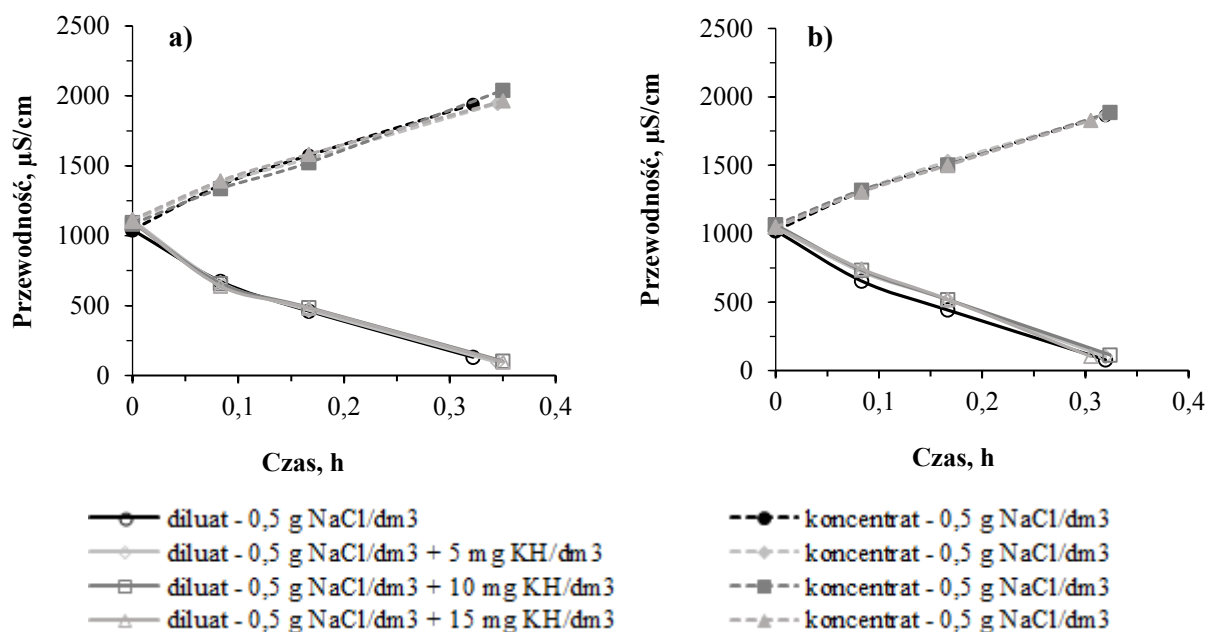 a)
Przewodność, µS/cm
2500
2000
1500
1000
500
0
0 0,1 0,2 0,3 0,4
Czas, h
b)
Przewodność, µS/cm
2500
2000
1500
1000
500
0
0 0,1 0,2 0,3 0,4
Czas, h
diluat - 0,5 g NaCl/dm3
diluat - 0,5 g NaCl/dm3 + 5 mg KH/dm3
diluat - 0,5 g NaCl/dm3 + 10 mg KH/dm3
diluat - 0,5 g NaCl/dm3 + 15 mg KH/dm3
koncentrat - 0,5 g NaCl/dm3
koncentrat - 0,5 g NaCl/dm3
koncentrat - 0,5 g NaCl/dm3
koncentrat - 0,5 g NaCl/dm3